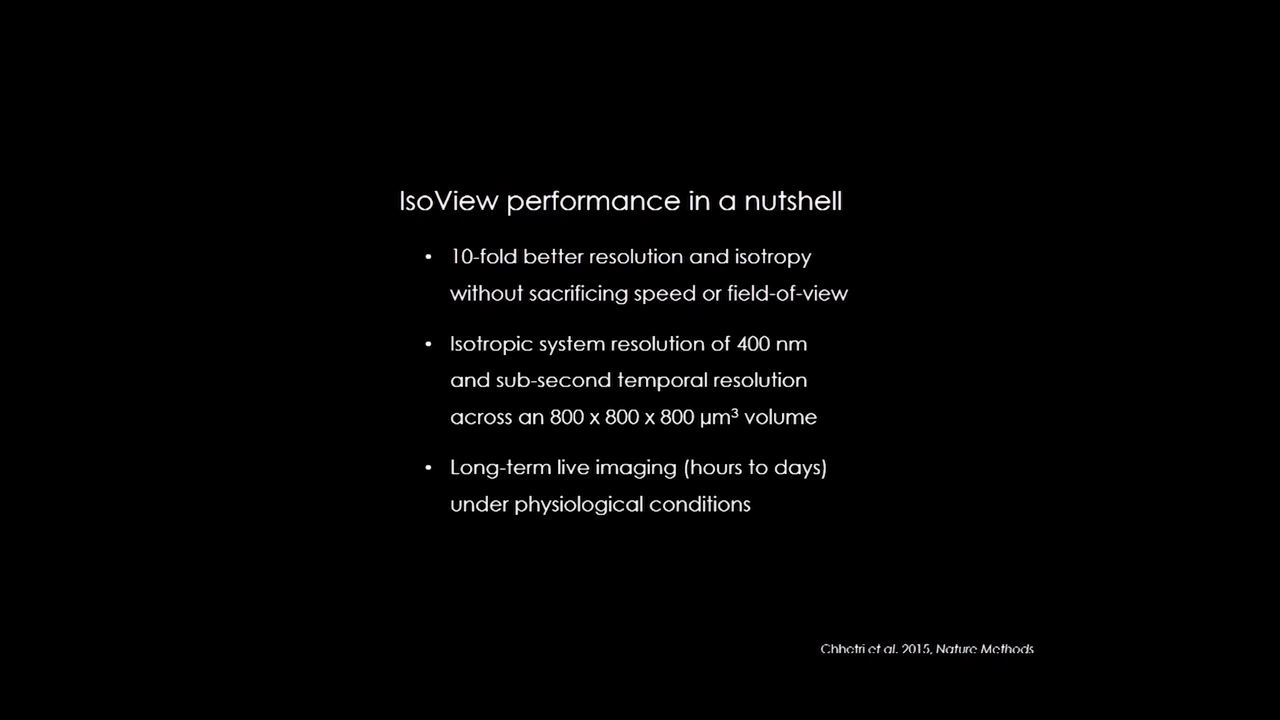 IsoView performance in a nutshell
• 10-fold better resolution and isotropy
without sacrificing speed or field-of-view
• Isotropic system resolution of 400 nm
and sub-second temporal resolution
across an 800 x 800 x 800 µm³ volume
• Long-term live imaging (hours to days)
under physiological conditions
Chhetri et al. 2015, Nature Methods